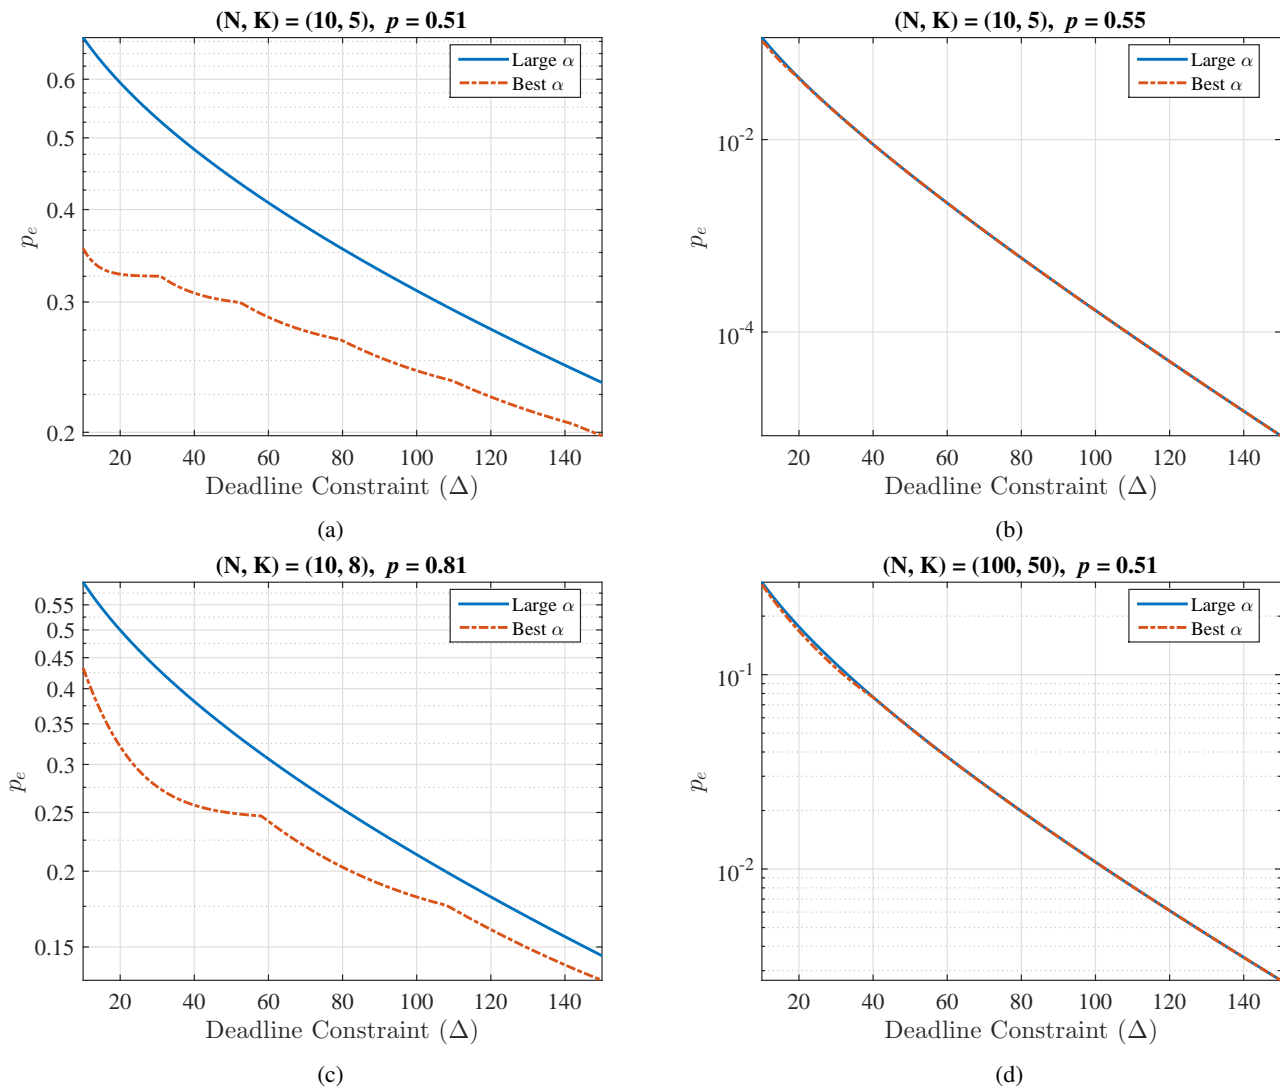 (N, K) = (10, 5), p = 0.51
Large α
Best α
0.6
0.5
0.4
0.3
0.2
p_e
20 40 60 80 100 120 140
Deadline Constraint (Δ)
(a)
(N, K) = (10, 5), p = 0.55
Large α
Best α
10^-2
10^-4
p_e
20 40 60 80 100 120 140
Deadline Constraint (Δ)
(b)
(N, K) = (10, 8), p = 0.81
Large α
Best α
0.55
0.5
0.45
0.4
0.35
0.3
0.25
0.2
0.15
p_e
20 40 60 80 100 120 140
Deadline Constraint (Δ)
(c)
(N, K) = (100, 50), p = 0.51
Large α
Best α
10^-1
10^-2
p_e
20 40 60 80 100 120 140
Deadline Constraint (Δ)
(d)